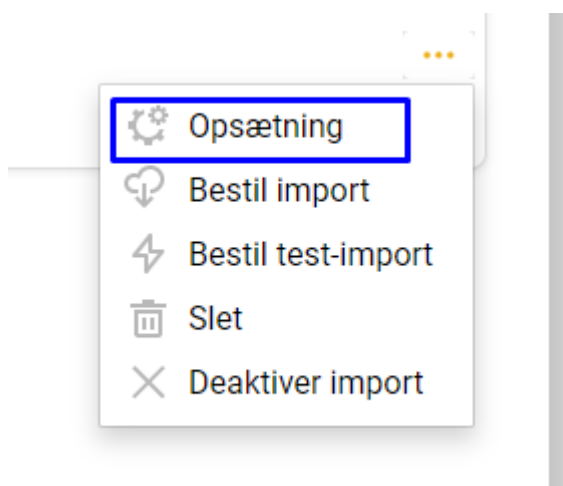 Opsætning
Bestil import
Bestil test-import
Slet
Deaktiver import